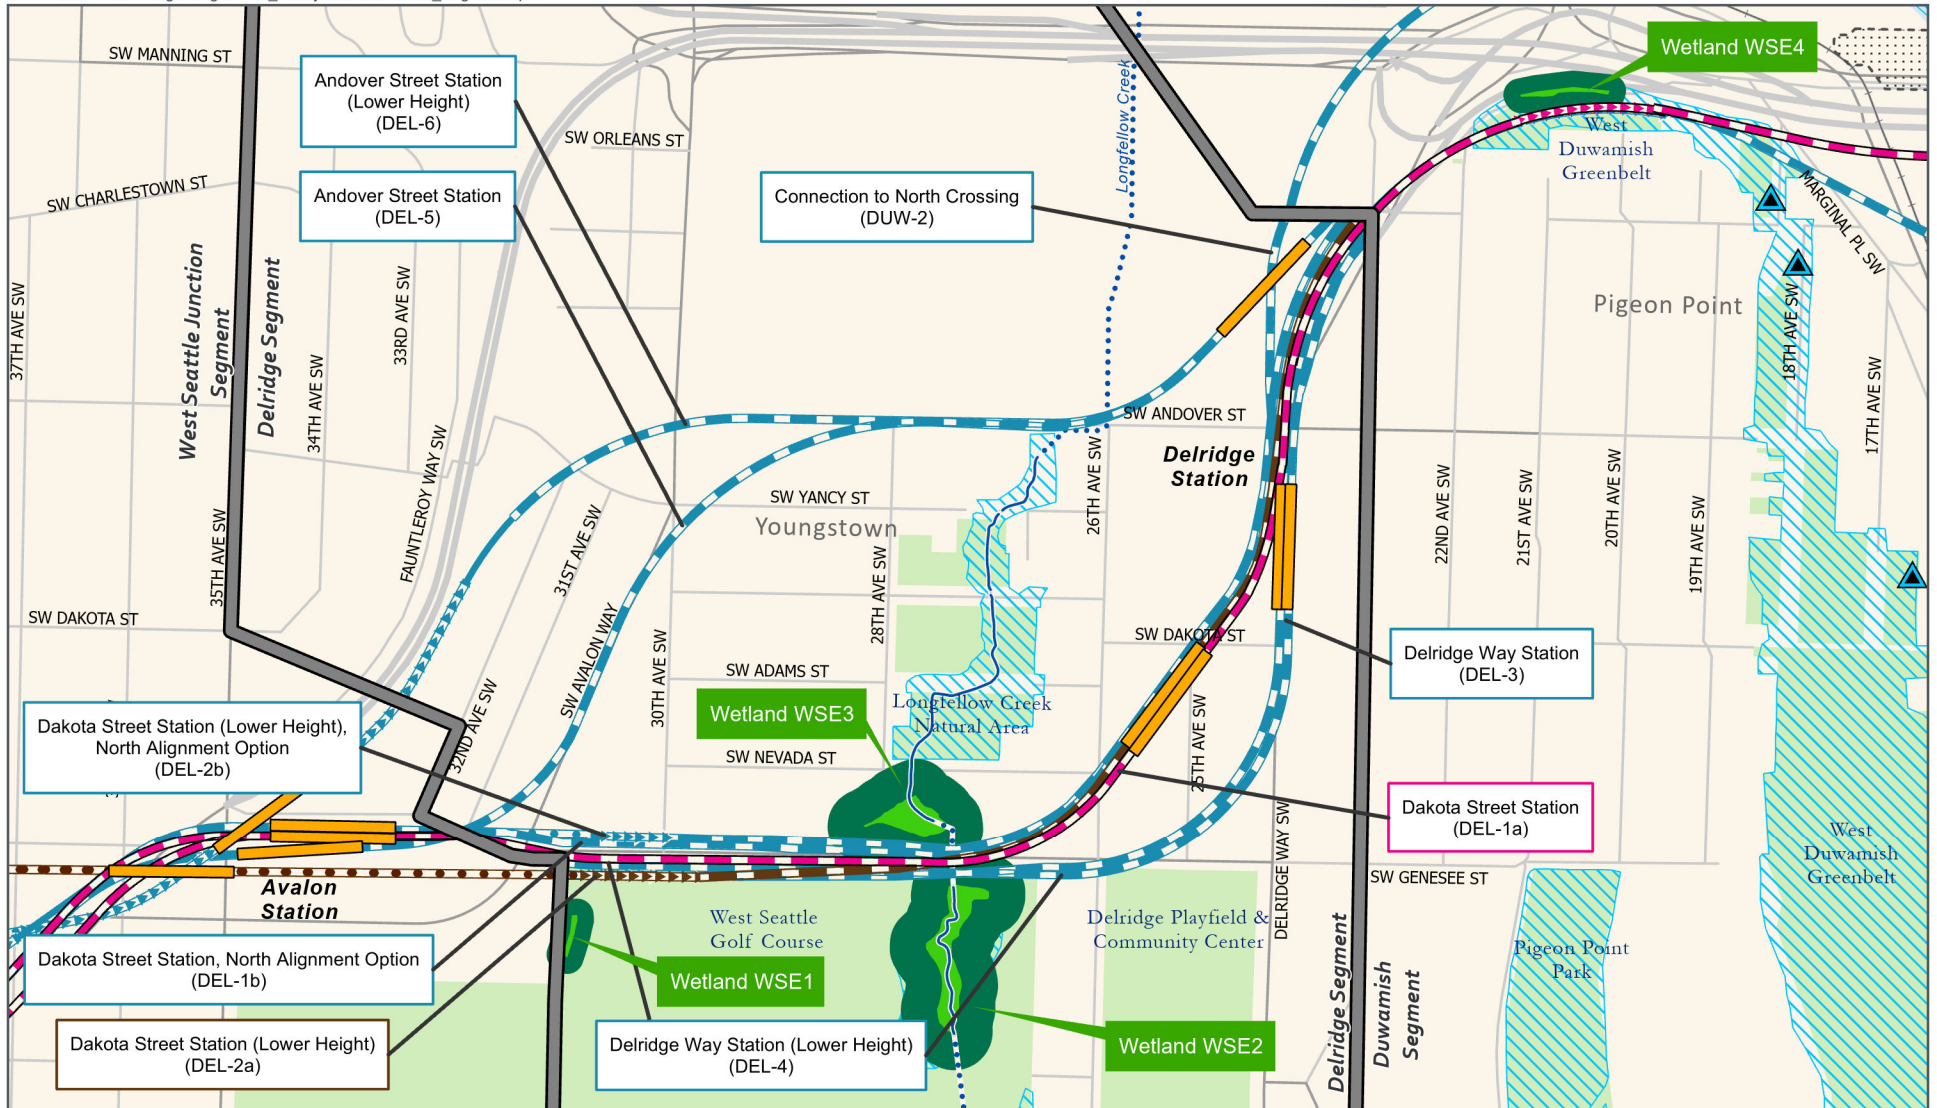 SW MANNING ST
Andover Street Station
(Lower Height)
(DEL-6)
Longfellow Creek
Wetland WSE4
SW ORLEANS ST
West
Duwamish
Greenbelt
SW CHARLESTOWN ST
Andover Street Station
(DEL-5)
Connection to North Crossing
(DUW-2)
MARGINAL PL SW
West Seattle Junction
Segment
Delridge Segment
37TH AVE SW
34TH AVE SW
33RD AVE SW
Pigeon Point
18TH AVE SW
17TH AVE SW
SW ANDOVER ST
Delridge
Station
FAUNTLEROY WAY SW
SW YANCY ST
Youngstown
26TH AVE SW
22ND AVE SW
21ST AVE SW
20TH AVE SW
19TH AVE SW
35TH AVE SW
31ST AVE SW
28TH AVE SW
SW DAKOTA ST
SW AVALON WAY
30TH AVE SW
SW DAKOTA ST
SW ADAMS ST
Delridge Way Station
(DEL-3)
Longfellow Creek
Natural Area
Wetland WSE3
Dakota Street Station (Lower Height),
North Alignment Option
(DEL-2b)
32ND AVE SW
SW NEVADA ST
25TH AVE SW
Dakota Street Station
(DEL-1a)
DELRIDGE WAY SW
West
Duwamish
Greenbelt
SW GENESEE ST
Avalon
Station
West Seattle
Golf Course
Delridge Playfield &
Community Center
Pigeon Point
Park
Dakota Street Station, North Alignment Option
(DEL-1b)
Wetland WSE1
Delridge Segment
Duwamish
Segment
Dakota Street Station (Lower Height)
(DEL-2a)
Delridge Way Station (Lower Height)
(DEL-4)
Wetland WSE2